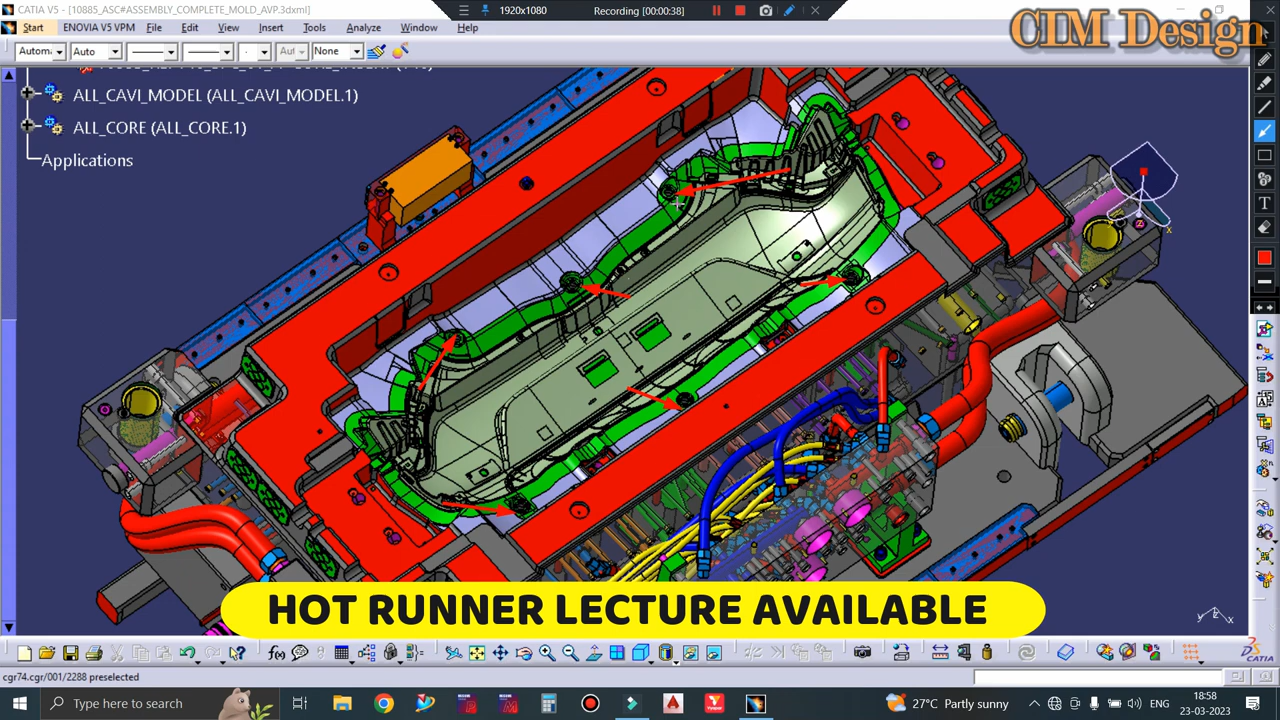 CATIA V5 - [10885_ASC#ASSEMBLY_COMPLETE_MOLD_AVP.3dxml]
1920x1080
Recording [00:00:38]
CIM Design
Start ENOVIA V5 VPM File Edit View Insert Tools Analyze Window Help
Auto
None
ALL_CAVI_MODEL (ALL_CAVI_MODEL.1)
ALL_CORE (ALL_CORE.1)
Applications
T
HOT RUNNER LECTURE AVAILABLE
CATIA
cgr74.cgr/001/2288 preselected
Type here to search
27°C Partly sunny
ENG
18:58
23-03-2023